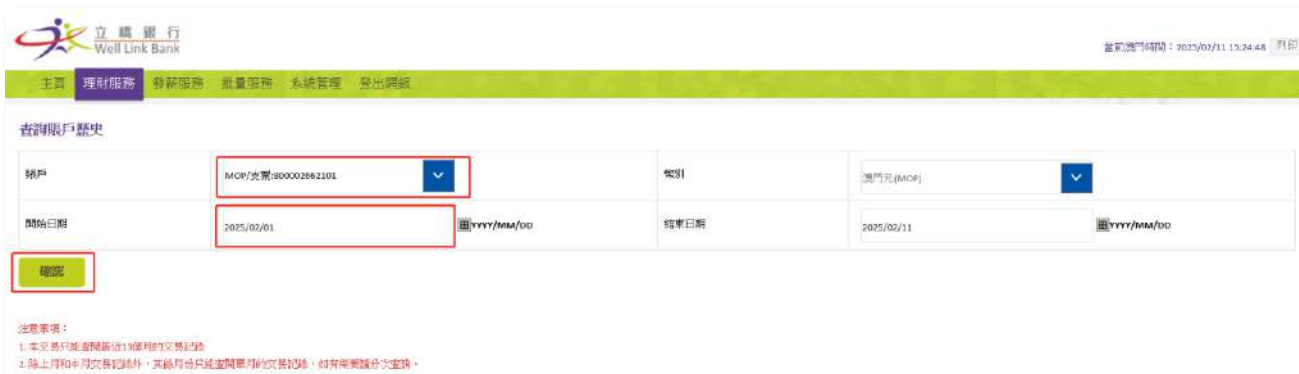 立橋銀行
Well Link Bank
當前澳門時間：2025/02/11 15:24:48 列印
主頁 理財服務 發薪服務 批量服務 系統管理 登出網銀
查詢賬戶歷史
賬戶 MOP/支票:800002662101 幣別 澳門元(MOP)
開始日期 2025/02/01 YYYY/MM/DD 結束日期 2025/02/11 YYYY/MM/DD
確認
注意事項：
1. 本交易只能查閱最近13個月的交易記錄
2. 除上月和本月交易記錄外，其餘月份只能查閱單月的交易記錄，如有需要請分次查詢。